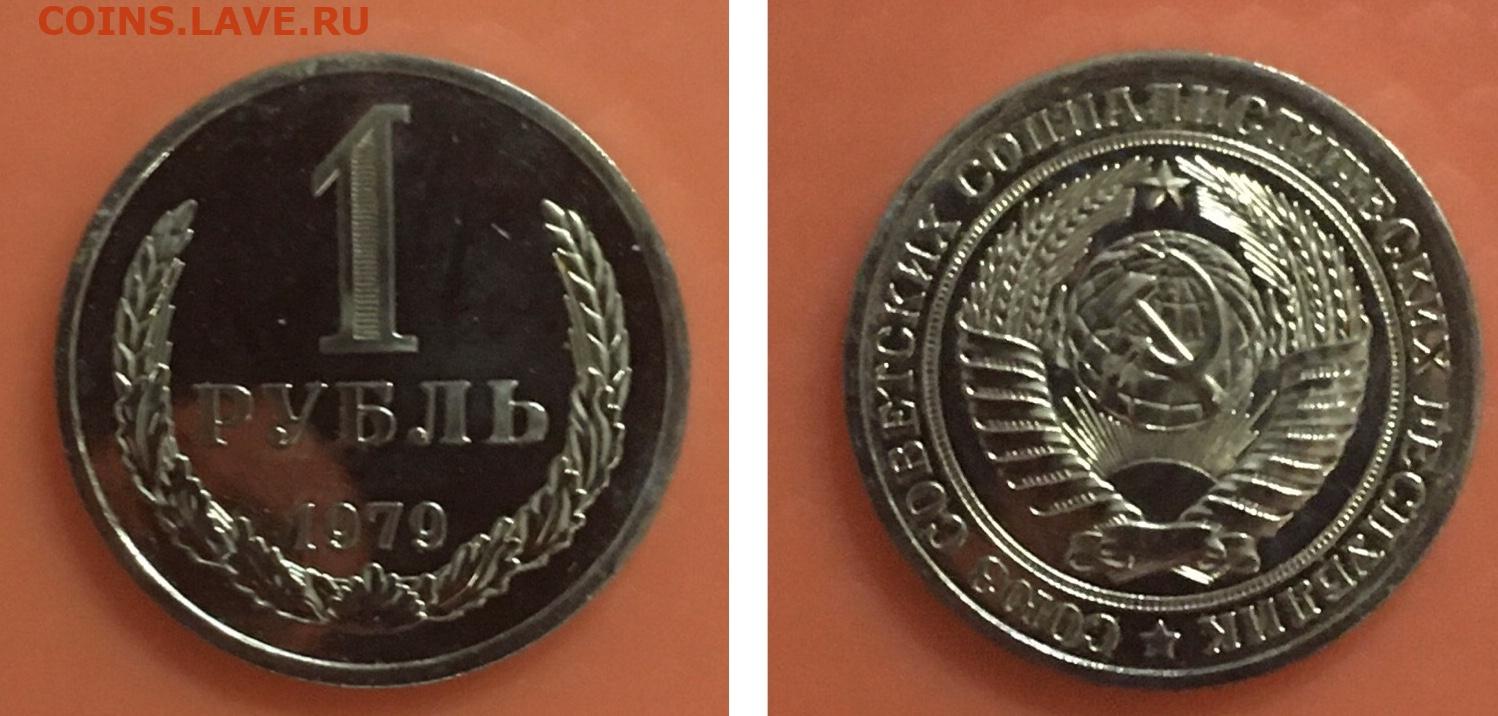 COINS.LAVE.RU
1
РУБЛЬ
1979
СОЮЗ СОВЕТСКИХ СОЦИАЛИСТИЧЕСКИХ РЕСПУБЛИК